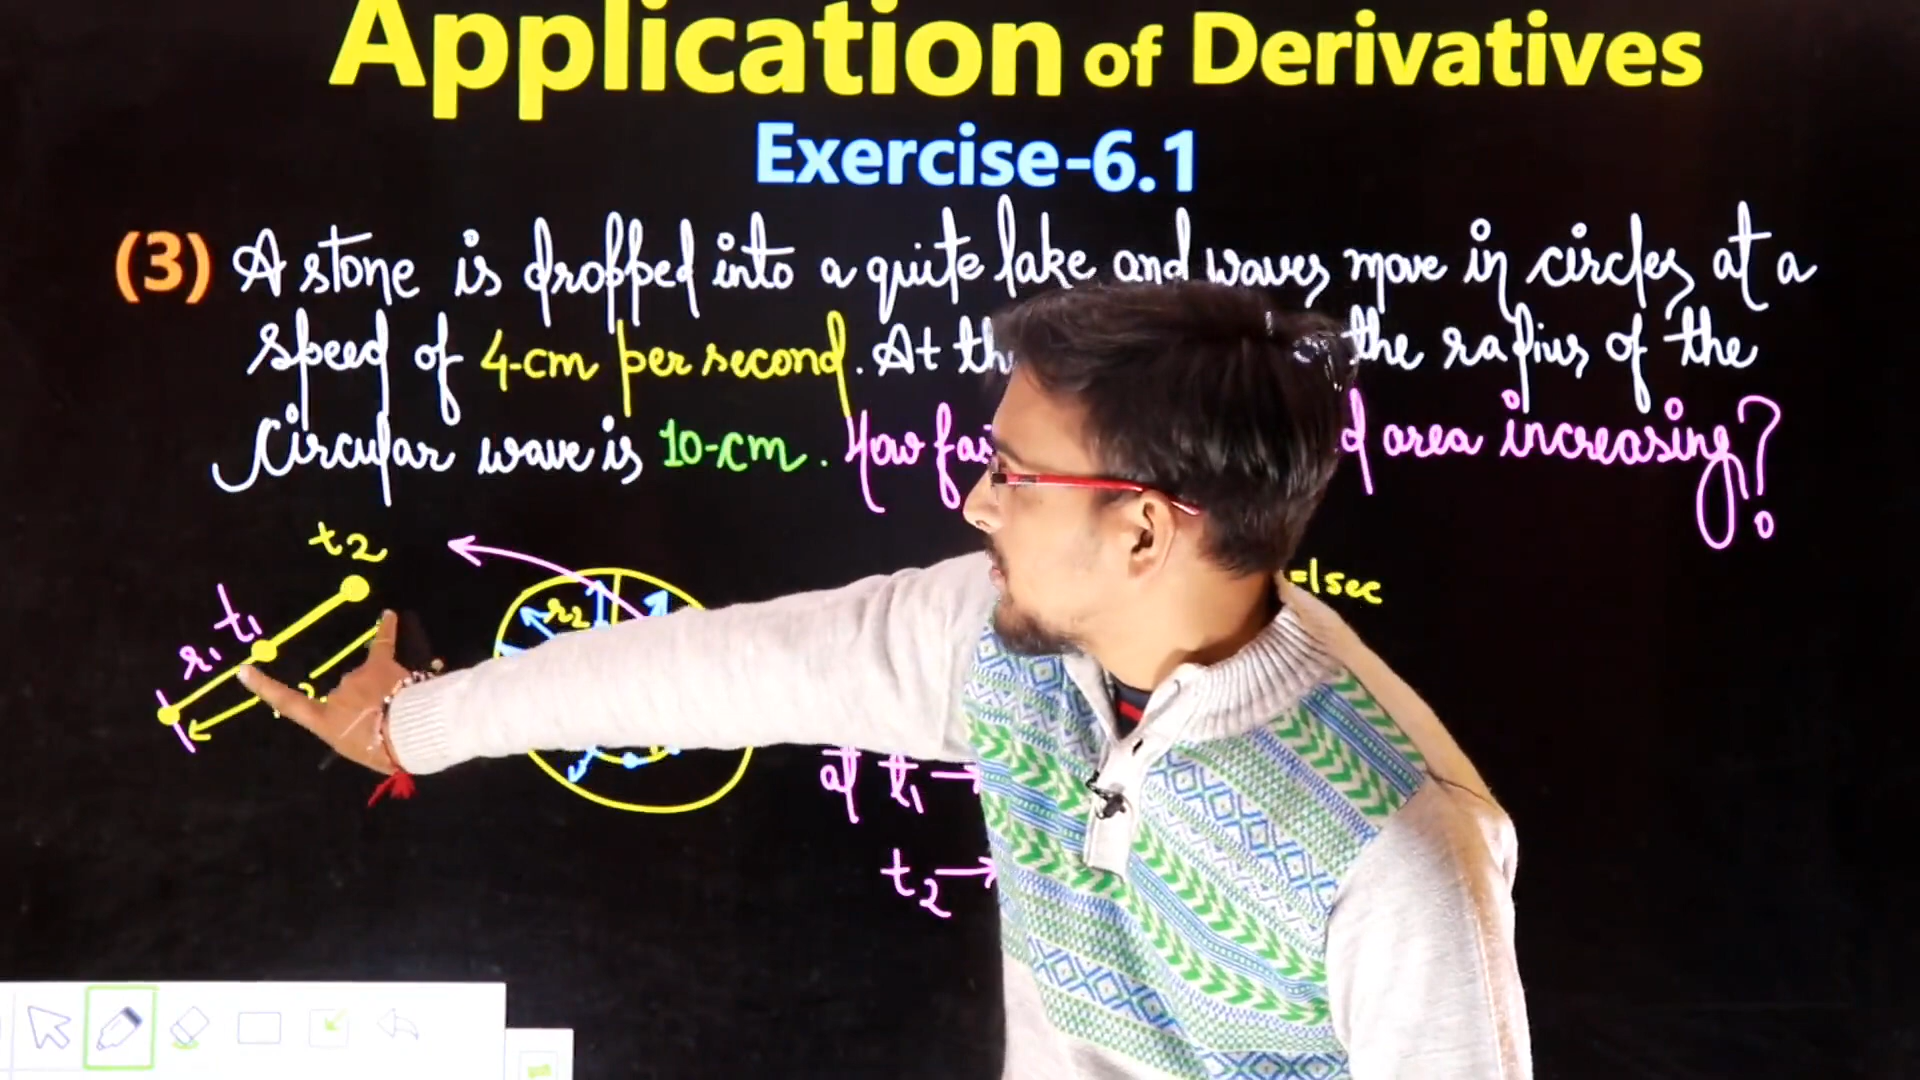 Application of Derivatives
Exercise-6.1
(3) A stone is dropped into a quite lake and waves move in circles at a
speed of 4-cm per second. At the radius of the
circular wave is 10-cm. How area increasing?
t2
t1
r1
r2
=1sec
at t1 →
t2 →